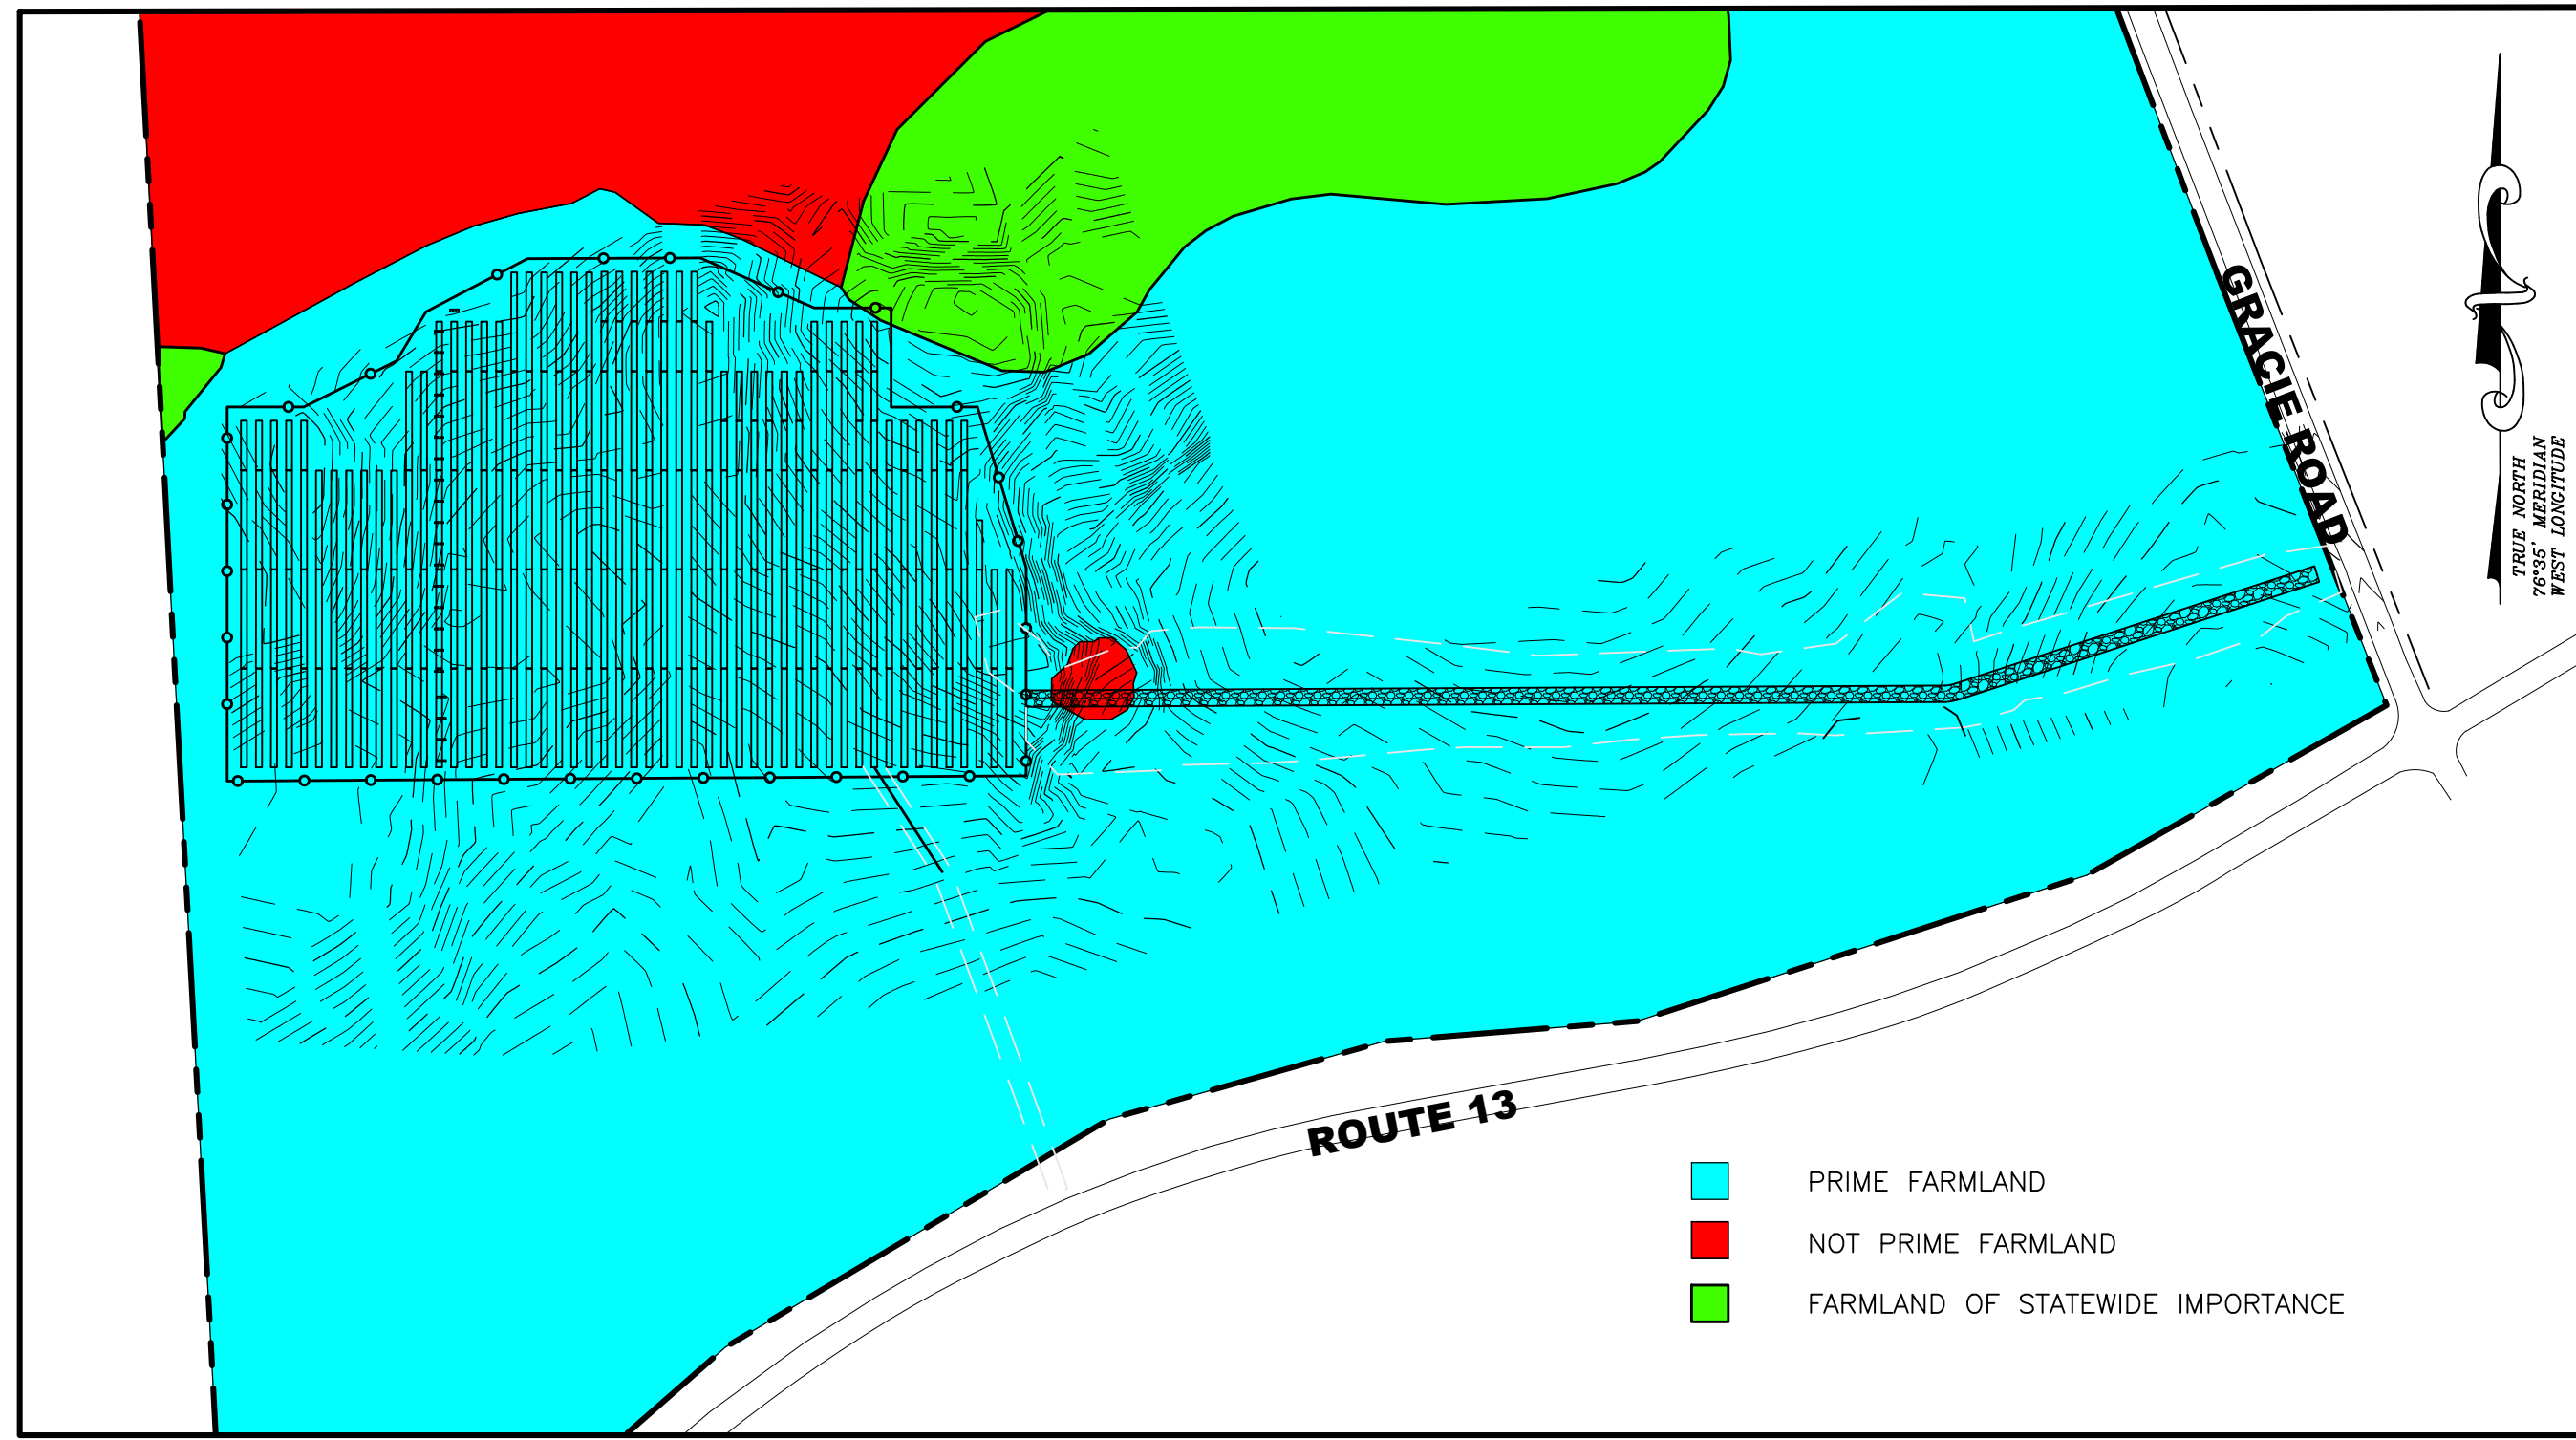 GRACIE ROAD
TRUE NORTH
76°35' MERIDIAN
WEST LONGITUDE
ROUTE 13
PRIME FARMLAND
NOT PRIME FARMLAND
FARMLAND OF STATEWIDE IMPORTANCE